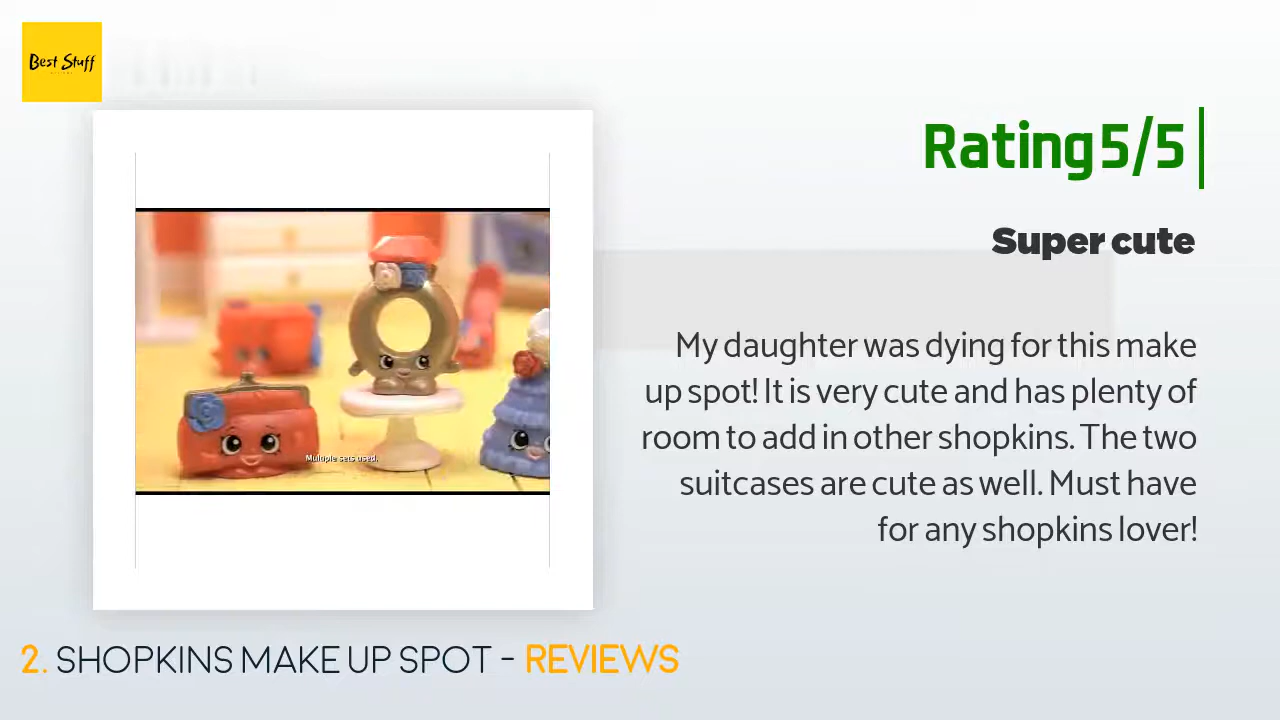 Best Stuff
Rating 5/5
Super cute
My daughter was dying for this make
up spot! It is very cute and has plenty of
room to add in other shopkins. The two
suitcases are cute as well. Must have
for any shopkins lover!
Multiple sets used.
2. SHOPKINS MAKE UP SPOT - REVIEWS